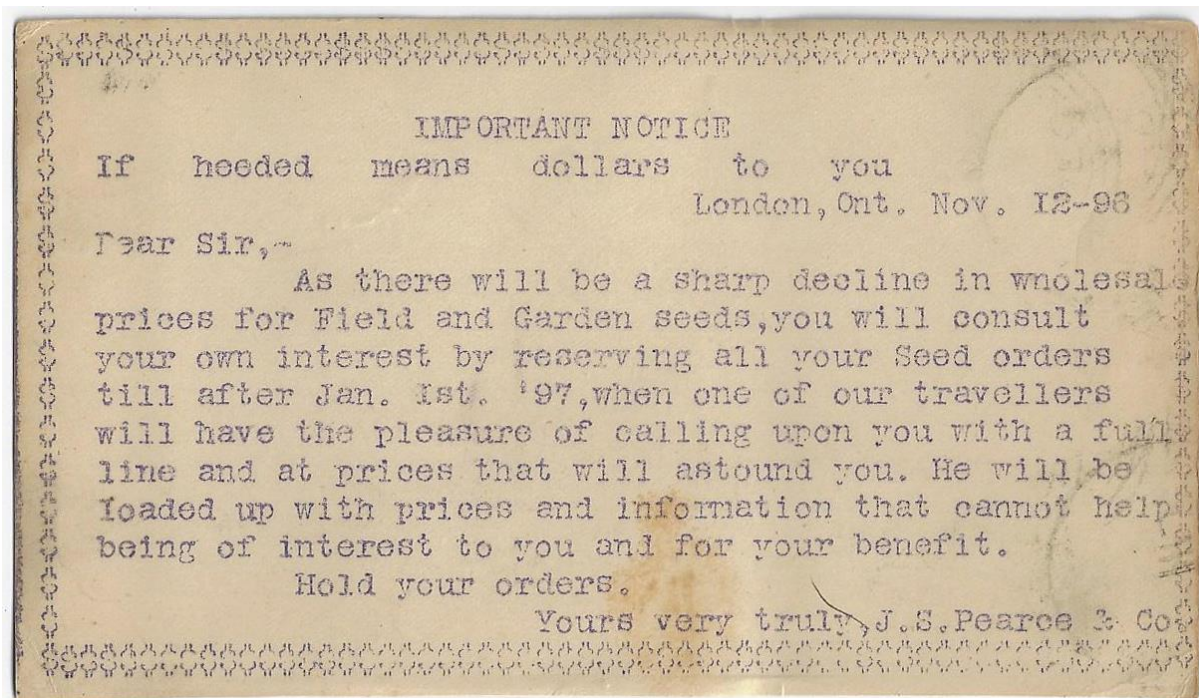 IMPORTANT NOTICE
If heeded means dollars to you
London, Ont. Nov. 12-96
Dear Sir,-
As there will be a sharp decline in wholesale
prices for Field and Garden seeds,you will consult
your own interest by reserving all your Seed orders
till after Jan. 1st. '97,when one of our travellers
will have the pleasure of calling upon you with a full
line and at prices that will astound you. He will be
loaded up with prices and information that cannot help
being of interest to you and for your benefit.
Hold your orders.
Yours very truly,J.S.Pearce & Co.